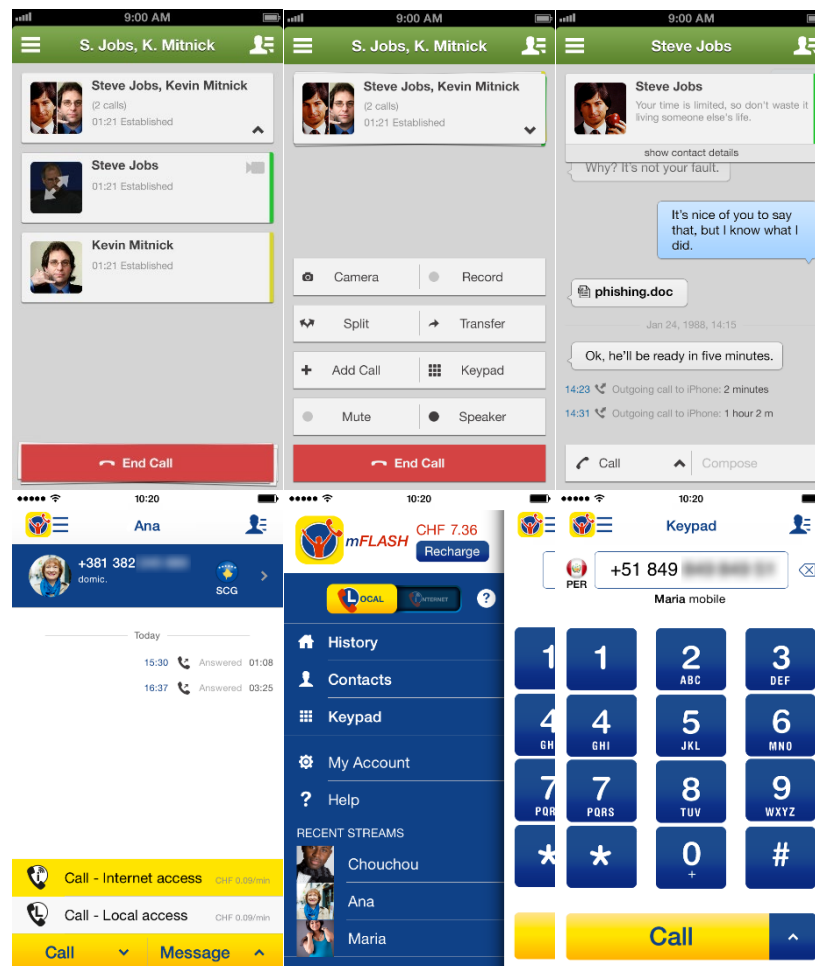 9:00 AM
S. Jobs, K. Mitnick
Steve Jobs, Kevin Mitnick
(2 calls)
01:21 Established
Steve Jobs
01:21 Established
Kevin Mitnick
01:21 Established
End Call
9:00 AM
S. Jobs, K. Mitnick
Steve Jobs, Kevin Mitnick
(2 calls)
01:21 Established
Camera
Record
Split
Transfer
Add Call
Keypad
Mute
Speaker
End Call
9:00 AM
Steve Jobs
Steve Jobs
Your time is limited, so don't waste it
living someone else's life.
show contact details
Why? It's not your fault.
It's nice of you to say
that, but I know what I
did.
phishing.doc
Jan 24, 1988, 14:15
Ok, he'll be ready in five minutes.
14:23 Outgoing call to iPhone: 2 minutes
14:31 Outgoing call to iPhone: 1 hour 2 m
Call
Compose
10:20
Ana
+381 382
domic.
SCG
Today
15:30 Answered 01:08
16:37 Answered 03:25
Call - Internet access CHF 0.09/min
Call - Local access CHF 0.09/min
Call
Message
10:20
mFLASH
CHF 7.36
Recharge
LOCAL
INTERNET
?
History
Contacts
Keypad
My Account
? Help
RECENT STREAMS
Chouchou
Ana
Maria
1
4
GH
7
PQR
*
10:20
Keypad
PER
+51 849
Maria mobile
1
2
ABC
3
DEF
4
GHI
5
JKL
6
MNO
7
PQRS
8
TUV
9
WXYZ
*
0
+
#
Call